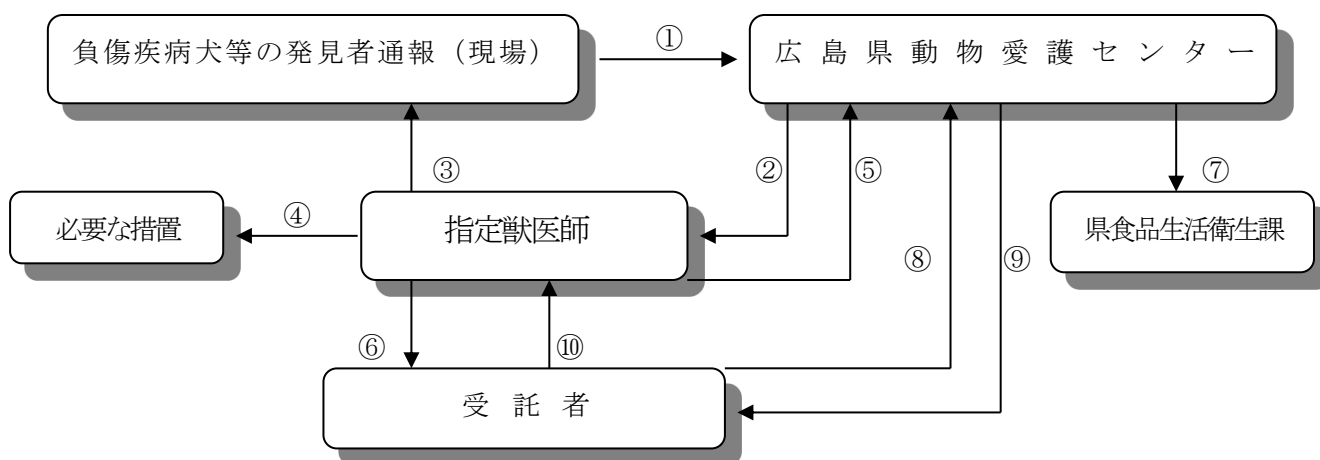 負傷疾病犬等の発見者通報（現場）
①
広島県動物愛護センター
③
②
⑤
⑦
必要な措置
④
指定獣医師
⑧
⑨
県食品生活衛生課
⑥
⑩
受託者